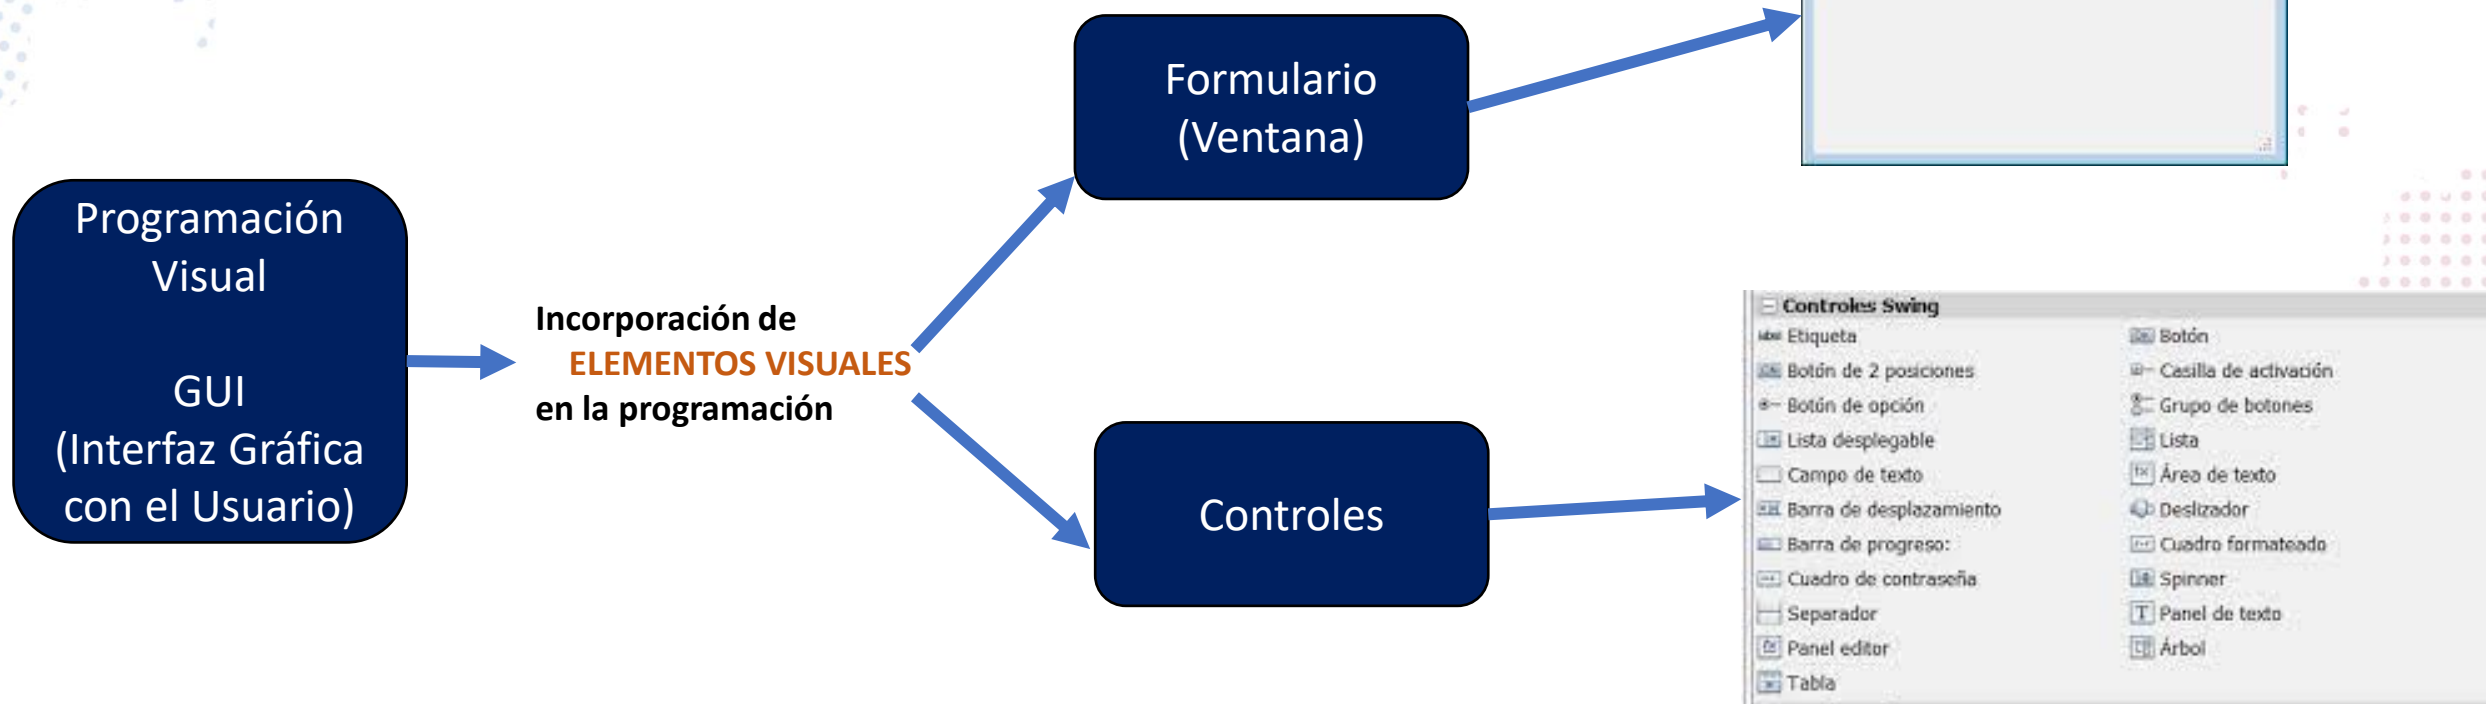 Formulario
(Ventana)
Programación
Visual
GUI
(Interfaz Gráfica
con el Usuario)
Incorporación de
ELEMENTOS VISUALES
en la programación
Controles
Controles Swing
Etiqueta
Botón
Botón de 2 posiciones
Casilla de activación
Botón de opción
Grupo de botones
Lista desplegable
Lista
Campo de texto
Área de texto
Barra de desplazamiento
Deslizador
Barra de progreso:
Cuadro formateado
Cuadro de contraseña
Spinner
Separador
Panel de texto
Panel editor
Árbol
Tabla